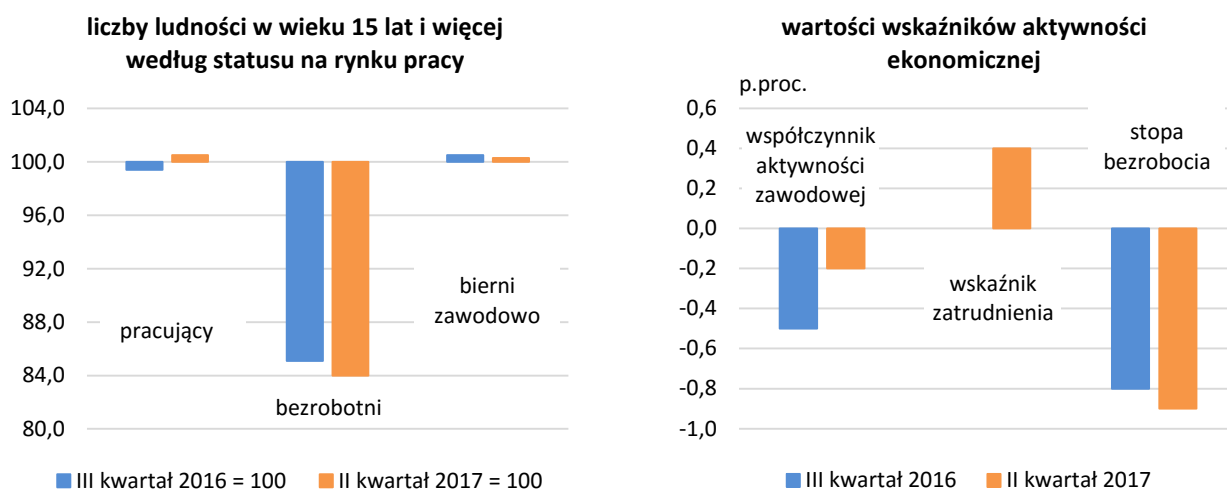 liczby ludności w wieku 15 lat i więcej
według statusu na rynku pracy
104,0
100,0
96,0
92,0
88,0
84,0
80,0
pracujący
bezrobotni
bierni
zawodowo
III kwartał 2016 = 100
II kwartał 2017 = 100
wartości wskaźników aktywności
ekonomicznej
p.proc.
0,6
0,4
0,2
0,0
-0,2
-0,4
-0,6
-0,8
-1,0
współczynnik
aktywności
zawodowej
wskaźnik
zatrudnienia
stopa
bezrobocia
III kwartał 2016
II kwartał 2017